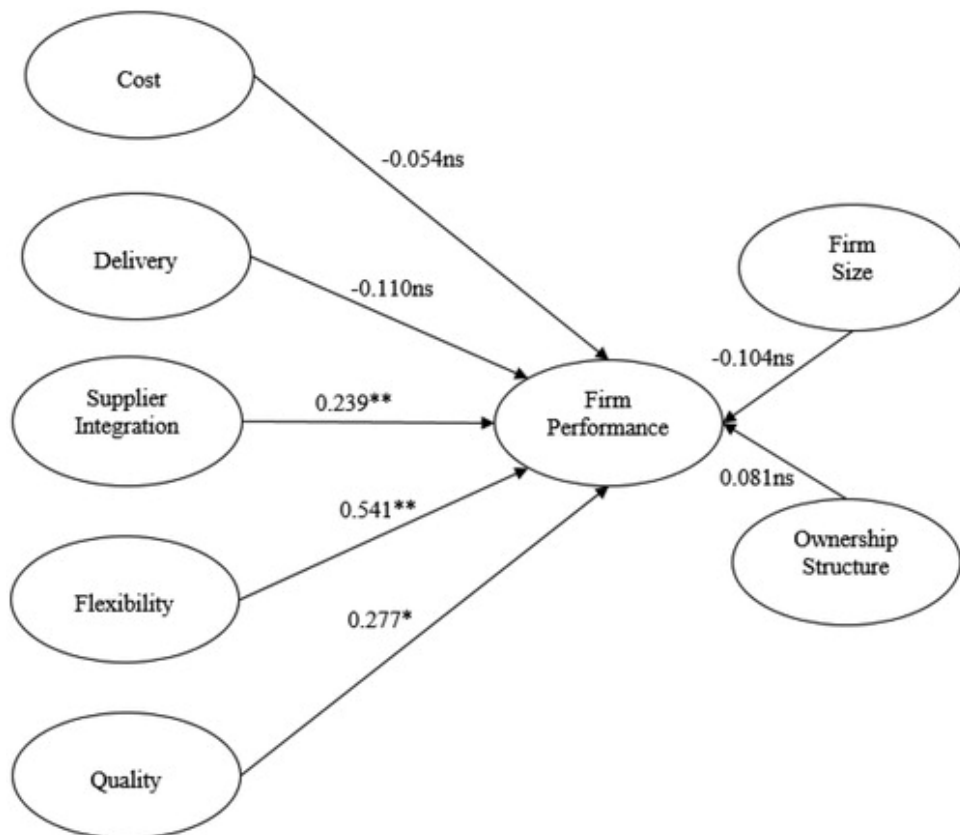 Cost
-0.054ns
Delivery
-0.110ns
Firm
Size
-0.104ns
Supplier
Integration
0.239**
Firm
Performance
0.081ns
Flexibility
0.541**
Ownership
Structure
0.277*
Quality